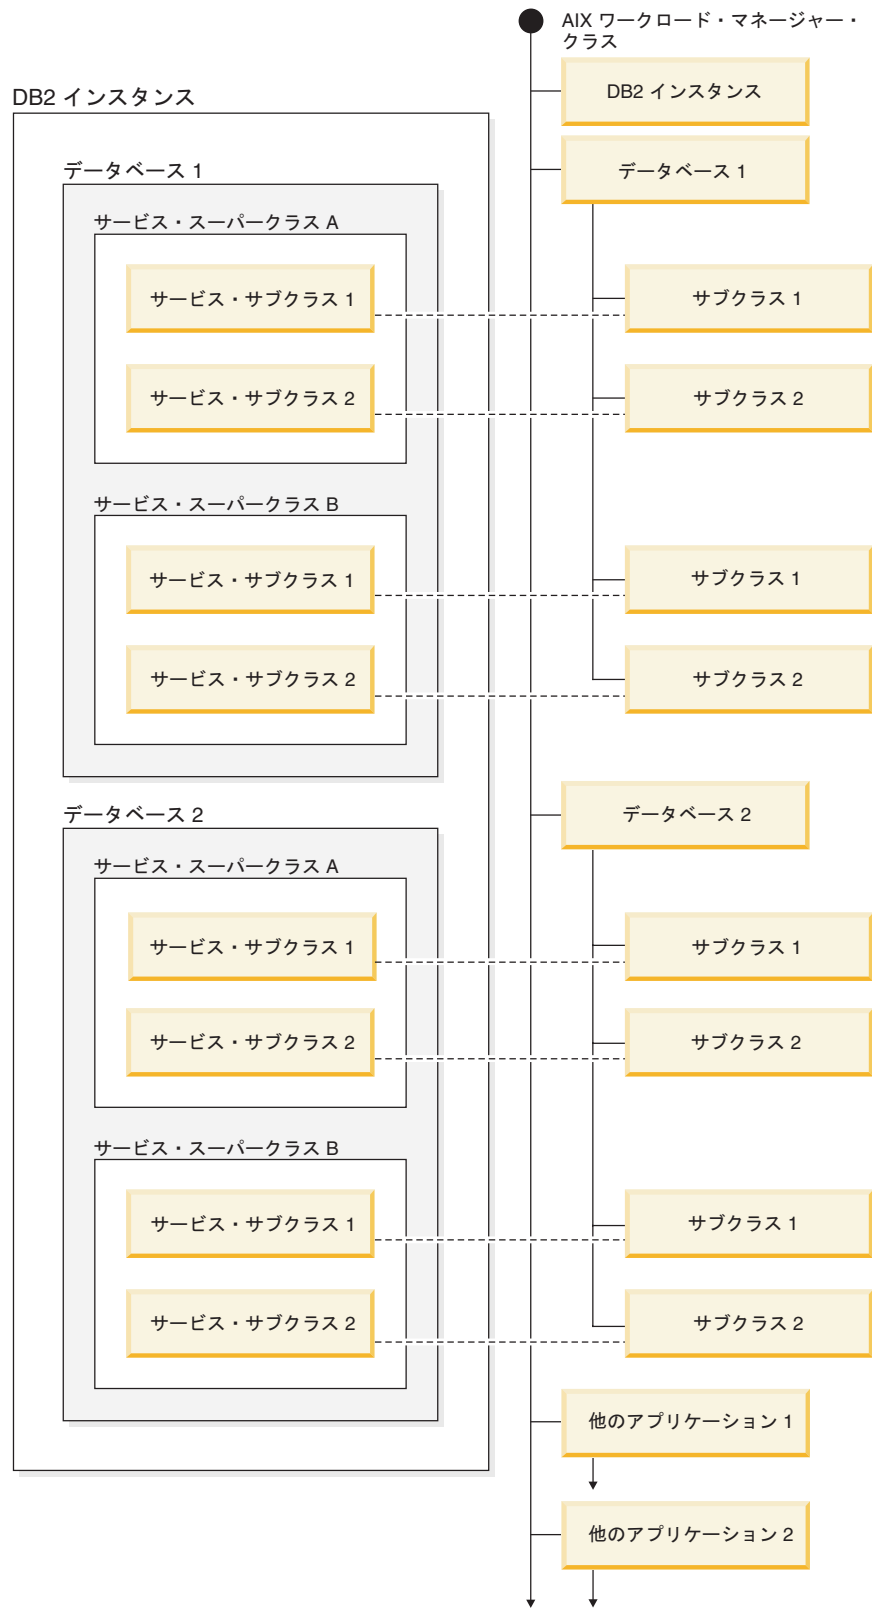 AIX ワークロード・マネージャー・
クラス
DB2 インスタンス
DB2 インスタンス
データベース 1
データベース 1
サービス・スーパークラス A
サービス・サブクラス 1
サブクラス 1
サービス・サブクラス 2
サブクラス 2
サービス・スーパークラス B
サービス・サブクラス 1
サブクラス 1
サービス・サブクラス 2
サブクラス 2
データベース 2
データベース 2
サービス・スーパークラス A
サービス・サブクラス 1
サブクラス 1
サービス・サブクラス 2
サブクラス 2
サービス・スーパークラス B
サービス・サブクラス 1
サブクラス 1
サービス・サブクラス 2
サブクラス 2
他のアプリケーション 1
他のアプリケーション 2